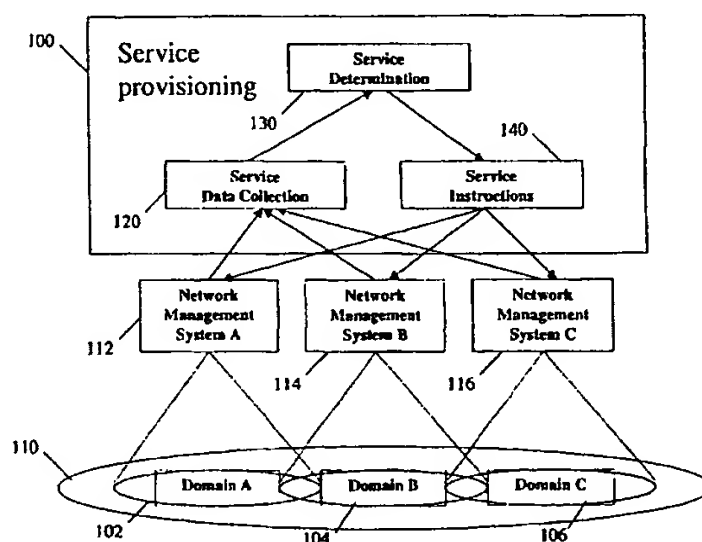 100
Service
provisioning
Service
Determination
130
140
Service
Data Collection
Service
Instructions
120
Network
Management
System A
Network
Management
System B
Network
Management
System C
112
114
116
110
Domain A
Domain B
Domain C
102
104
106